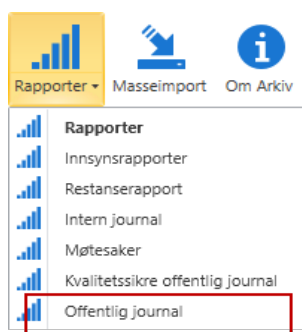 Rapporter Masseimport Om Arkiv
Rapporter
Innsynsrapporter
Restanserapport
Intern journal
Møtesaker
Kvalitetssikre offentlig journal
Offentlig journal